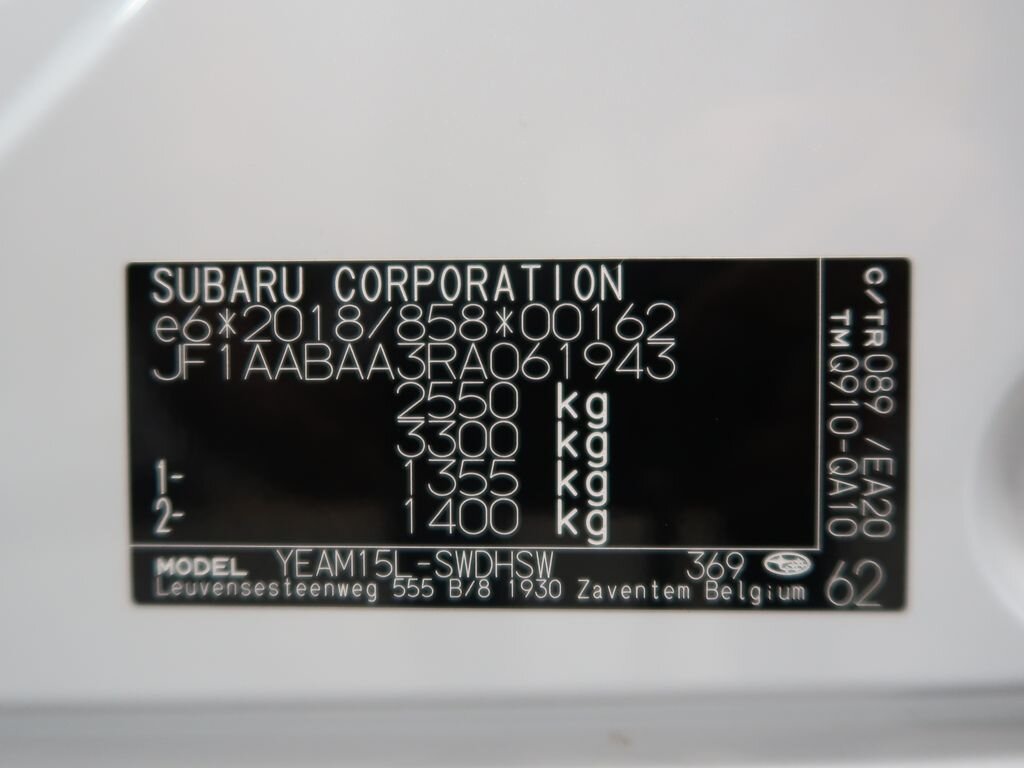 SUBARU CORPORATION
e6*2018/858*00162
JF1AABAA3RA061943
2550 kg
3300 kg
1- 1355 kg
2- 1400 kg
MODEL YEAM15L-SWDHSW 369
Leuvensesteenweg 555 B/8 1930 Zaventem Belgium
C/TR 089 /EA20
TM Q910-QA10
62